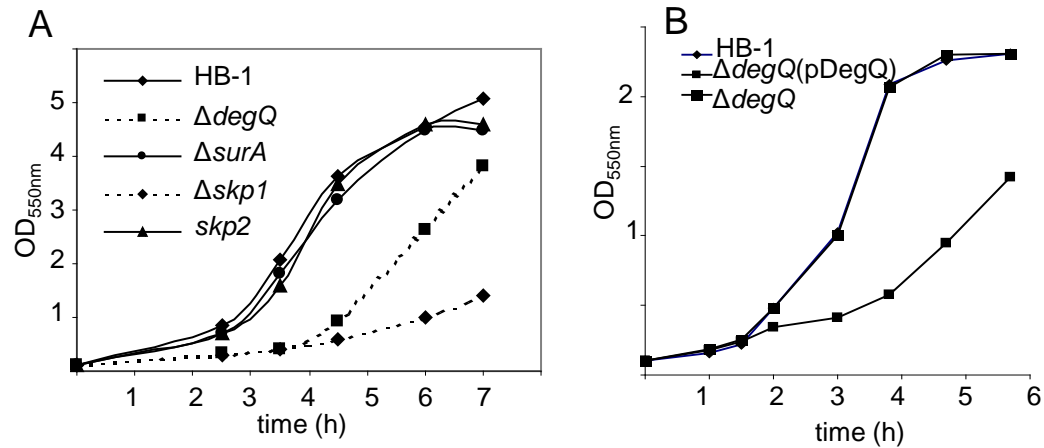 A
HB-1
ΔdegQ
ΔsurA
Δskp1
skp2
5
4
3
2
1
OD550nm
1 2 3 4 5 6 7
time (h)
B
HB-1
ΔdegQ(pDegQ)
ΔdegQ
2
1
OD550nm
0 1 2 3 4 5 6
time (h)